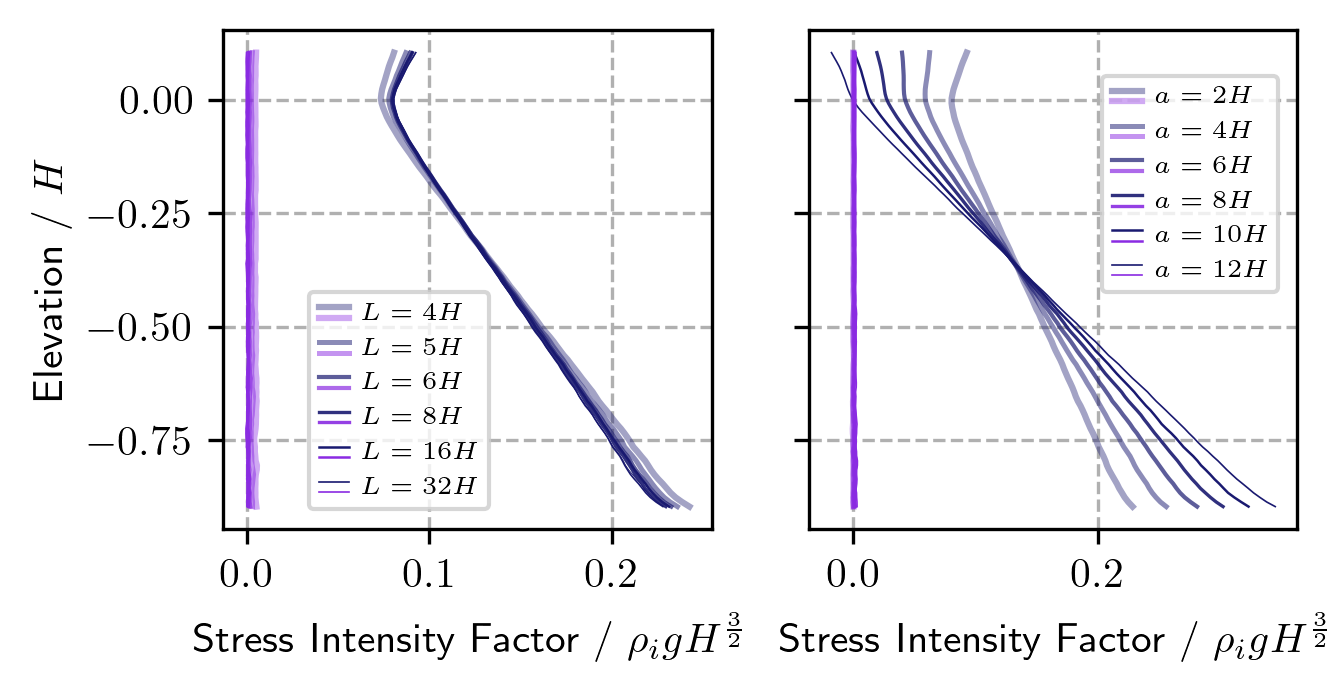 Elevation / H
0.00
−0.25
−0.50
−0.75
L = 4H
L = 5H
L = 6H
L = 8H
L = 16H
L = 32H
0.0 0.1 0.2
Stress Intensity Factor / ρ_i g H^{3/2}
a = 2H
a = 4H
a = 6H
a = 8H
a = 10H
a = 12H
0.0 0.2
Stress Intensity Factor / ρ_i g H^{3/2}